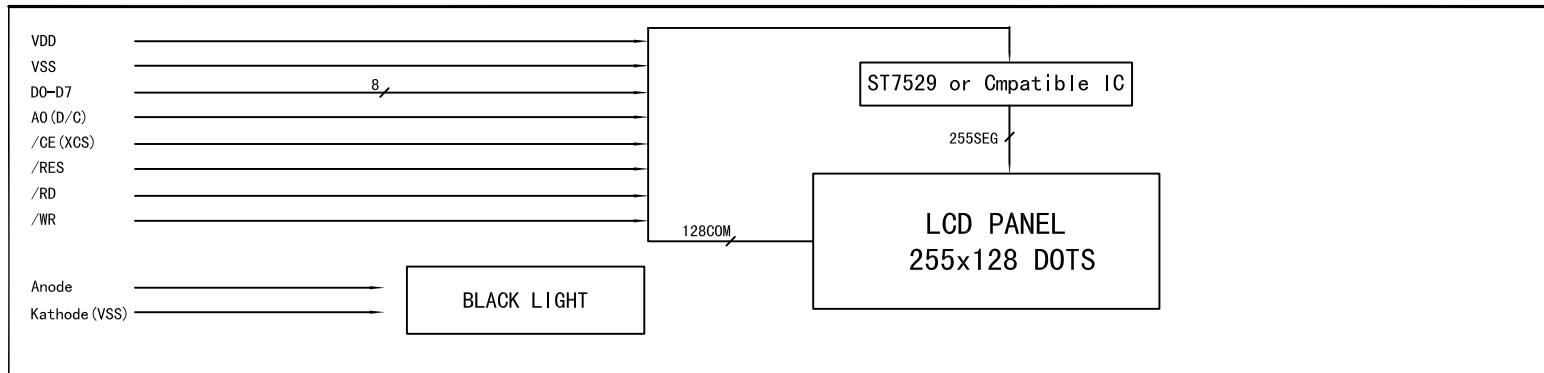 VDD
VSS
D0-D7
8
A0(D/C)
/CE(XCS)
/RES
/RD
/WR
ST7529 or Cmpatible IC
255SEG
128COM
LCD PANEL
255x128 DOTS
Anode
Kathode(VSS)
BLACK LIGHT